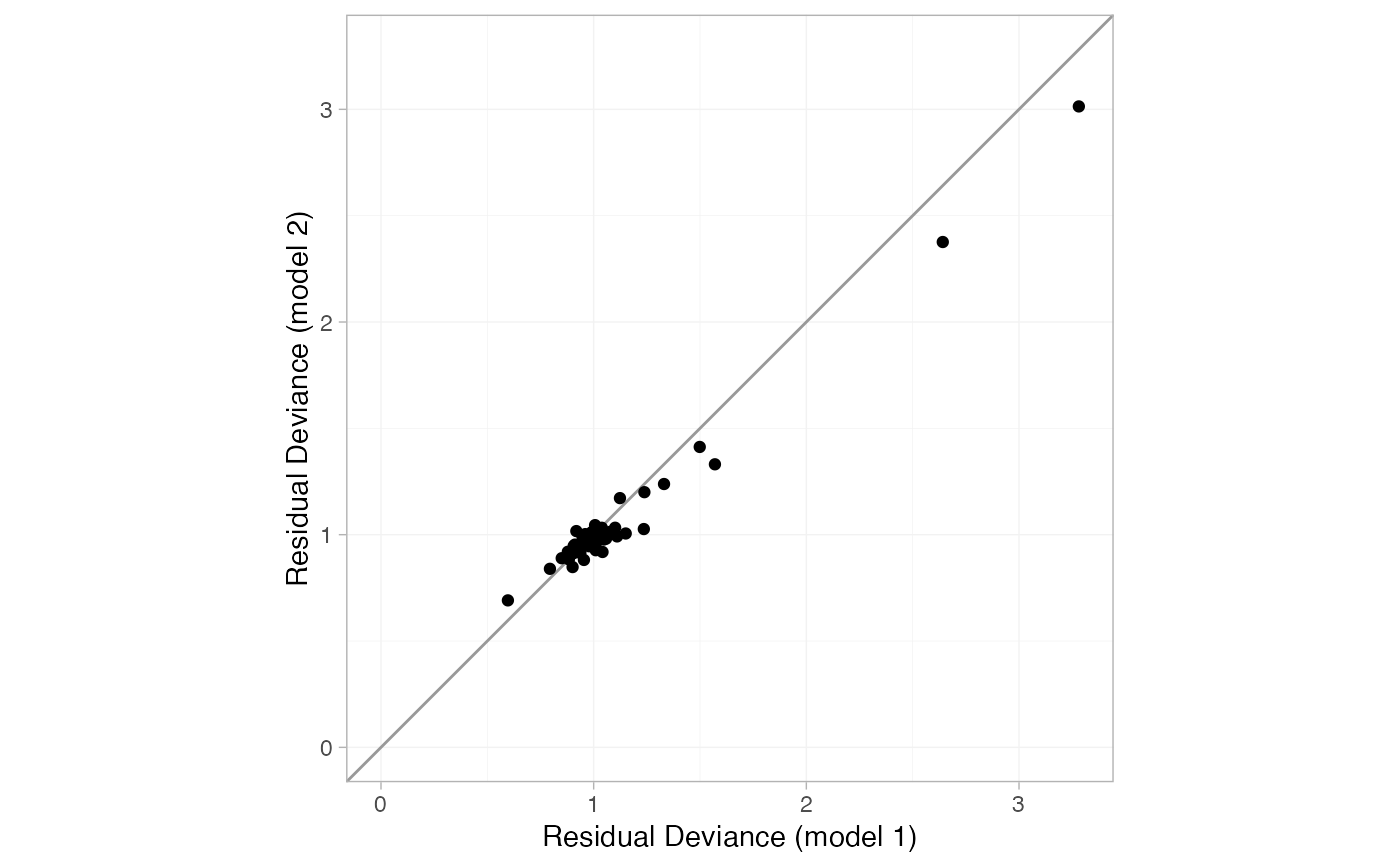 Residual Deviance (model 2)
3
2
1
0
0 1 2 3
Residual Deviance (model 1)